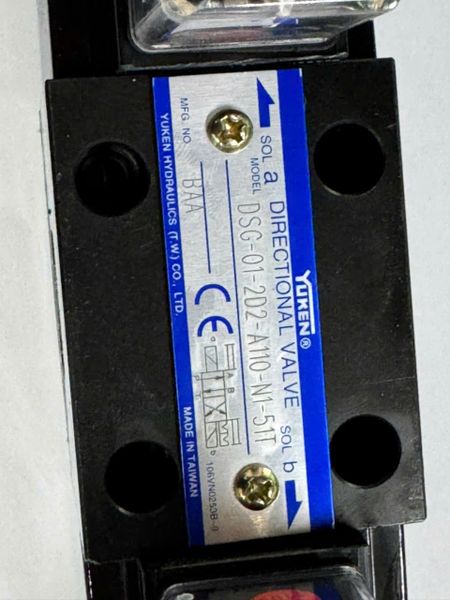 YUKEN®
SOL a DIRECTIONAL VALVE SOL b
MODEL DSG-01-2D2-A110-N1-51T
MFG. NO. BAA
CE
A B
P T
b
YUKEN HYDRAULICS (T.W.) CO., LTD. MADE IN TAIWAN